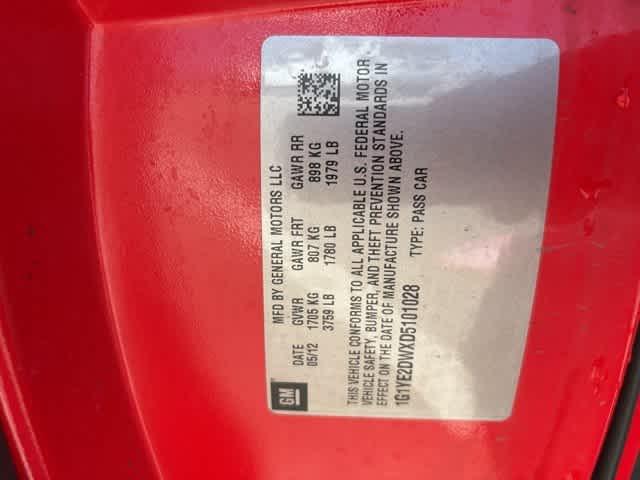 GM
MFD BY GENERAL MOTORS LLC
DATE GVWR GAWR FRT GAWR RR
05/12 1705 KG 807 KG 898 KG
3759 LB 1780 LB 1979 LB
THIS VEHICLE CONFORMS TO ALL APPLICABLE U.S. FEDERAL MOTOR
VEHICLE SAFETY, BUMPER, AND THEFT PREVENTION STANDARDS IN
EFFECT ON THE DATE OF MANUFACTURE SHOWN ABOVE.
1G1YE2DWXD5101028 TYPE: PASS CAR